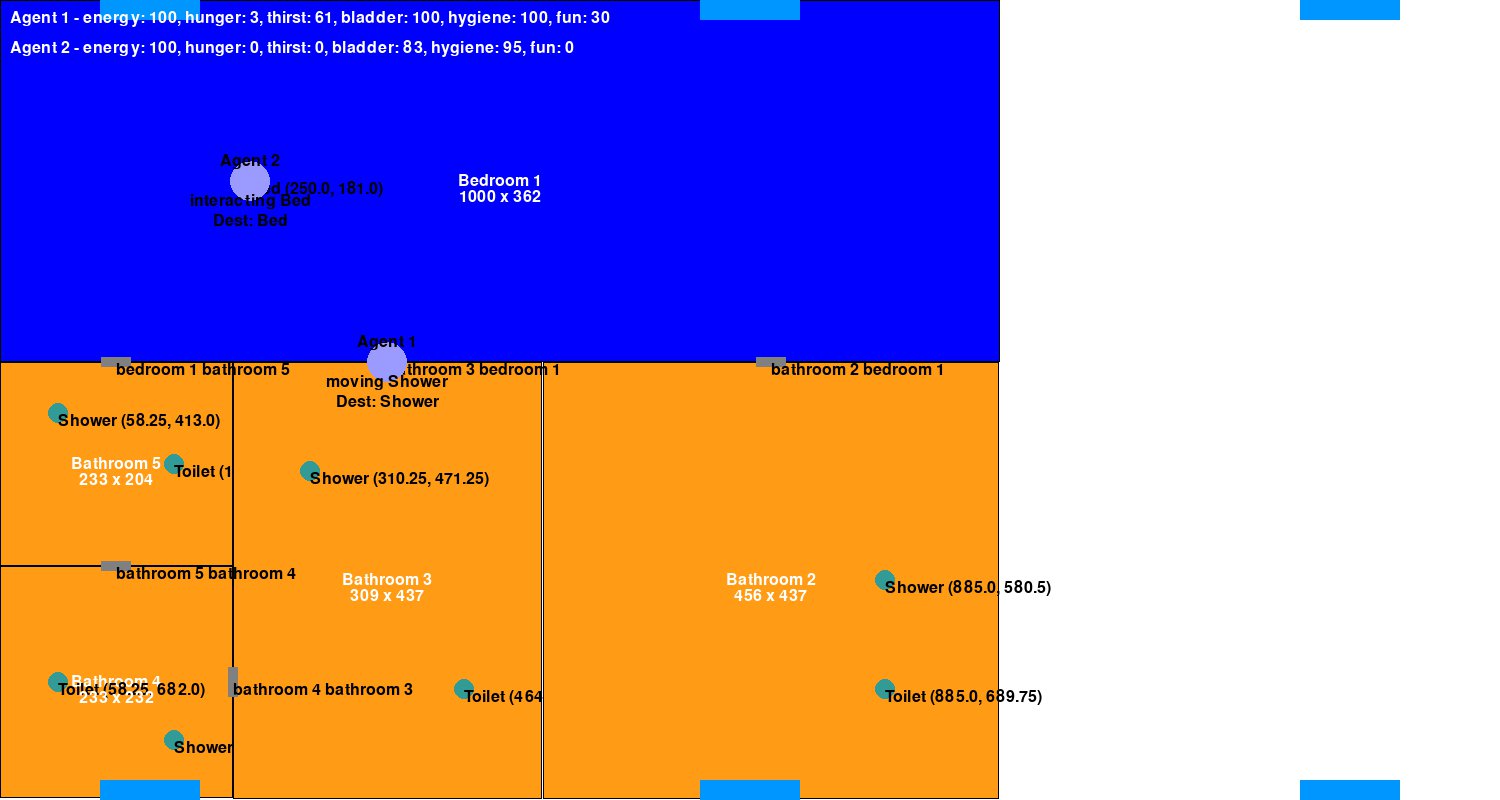 Agent 1 - energy: 100, hunger: 3, thirst: 61, bladder: 100, hygiene: 100, fun: 30
Agent 2 - energy: 100, hunger: 0, thirst: 0, bladder: 83, hygiene: 95, fun: 0
Agent 2
d (250.0, 181.0)
interacting Bed
Dest: Bed
Bedroom 1
1000 x 362
Agent 1
bedroom 1 bathroom 5
throom 3 bedroom 1
bathroom 2 bedroom 1
moving Shower
Dest: Shower
Shower (58.25, 413.0)
Bathroom 5
233 x 204
Toilet (1
Shower (310.25, 471.25)
bathroom 5 bathroom 4
Bathroom 3
309 x 437
Bathroom 2
456 x 437
Shower (885.0, 580.5)
Bathroom 4
233 x 232
Toilet (58.25, 682.0)
bathroom 4 bathroom 3
Toilet (464
Toilet (885.0, 689.75)
Shower